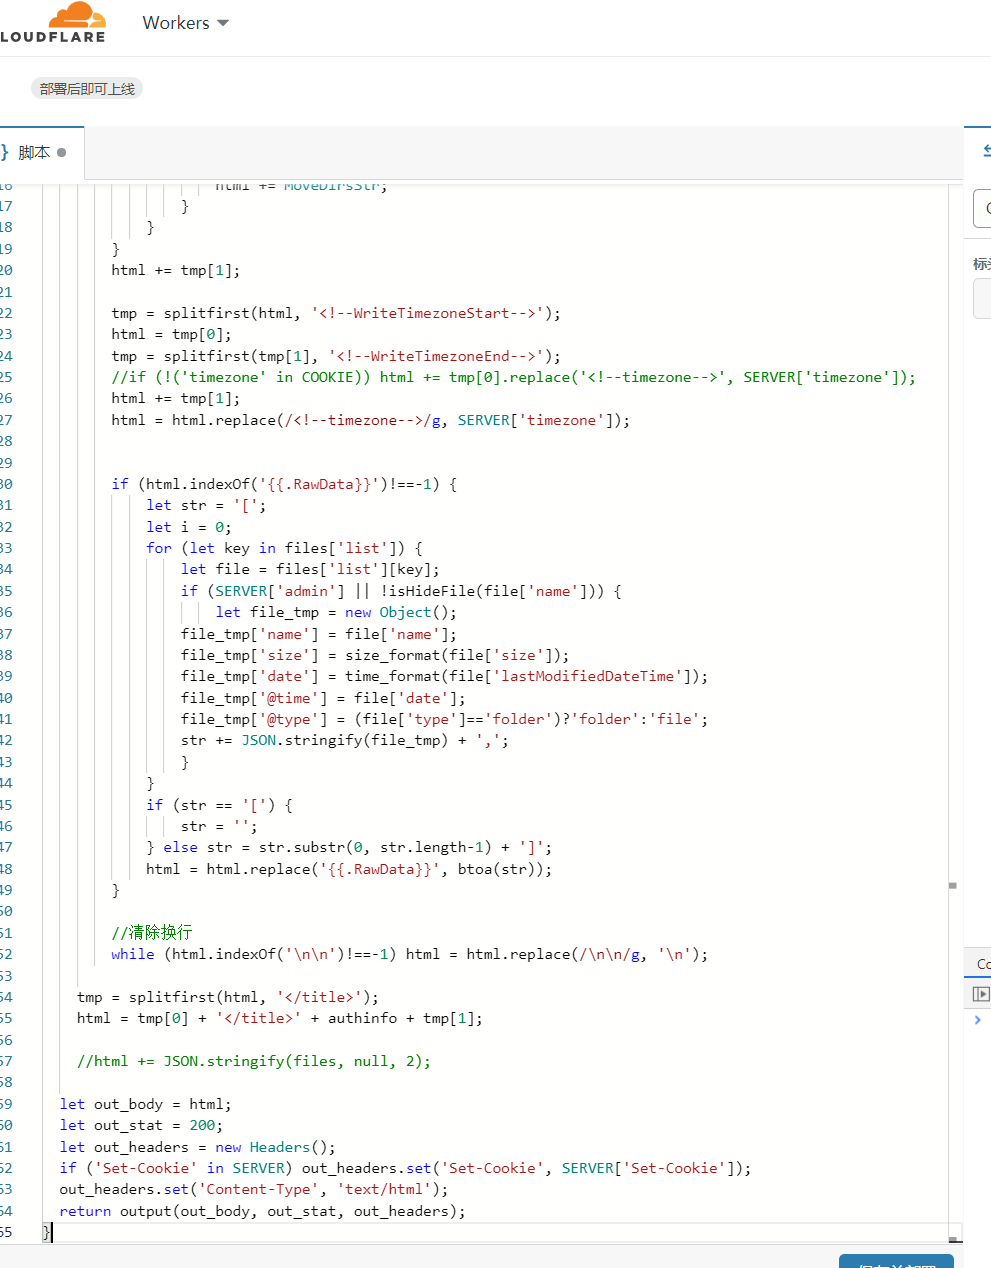 LOUDFLARE
Workers
部署后即可上线
} 脚本
16 html += MoveDirsStr;
17 }
18 }
19 }
20 html += tmp[1];
21
22 tmp = splitfirst(html, '<!--WriteTimezoneStart-->');
23 html = tmp[0];
24 tmp = splitfirst(tmp[1], '<!--WriteTimezoneEnd-->');
25 //if (!('timezone' in COOKIE)) html += tmp[0].replace('<!--timezone-->', SERVER['timezone']);
26 html += tmp[1];
27 html = html.replace(/<!--timezone-->/g, SERVER['timezone']);
28
29
30 if (html.indexOf('{{.RawData}}')!==-1) {
31 let str = '[';
32 let i = 0;
33 for (let key in files['list']) {
34 let file = files['list'][key];
35 if (SERVER['admin'] || !isHideFile(file['name'])) {
36 let file_tmp = new Object();
37 file_tmp['name'] = file['name'];
38 file_tmp['size'] = size_format(file['size']);
39 file_tmp['date'] = time_format(file['lastModifiedDateTime']);
40 file_tmp['@time'] = file['date'];
41 file_tmp['@type'] = (file['type']=='folder')?'folder':'file';
42 str += JSON.stringify(file_tmp) + ',';
43 }
44 }
45 if (str == '[') {
46 str = '';
47 } else str = str.substr(0, str.length-1) + ']';
48 html = html.replace('{{.RawData}}', btoa(str));
49 }
50
51 //清除换行
52 while (html.indexOf('\n\n')!==-1) html = html.replace(/\n\n/g, '\n');
53
54 tmp = splitfirst(html, '</title>');
55 html = tmp[0] + '</title>' + authinfo + tmp[1];
56
57 //html += JSON.stringify(files, null, 2);
58
59 let out_body = html;
60 let out_stat = 200;
61 let out_headers = new Headers();
62 if ('Set-Cookie' in SERVER) out_headers.set('Set-Cookie', SERVER['Set-Cookie']);
63 out_headers.set('Content-Type', 'text/html');
64 return output(out_body, out_stat, out_headers);
65 }
标头
Co
保存并部署